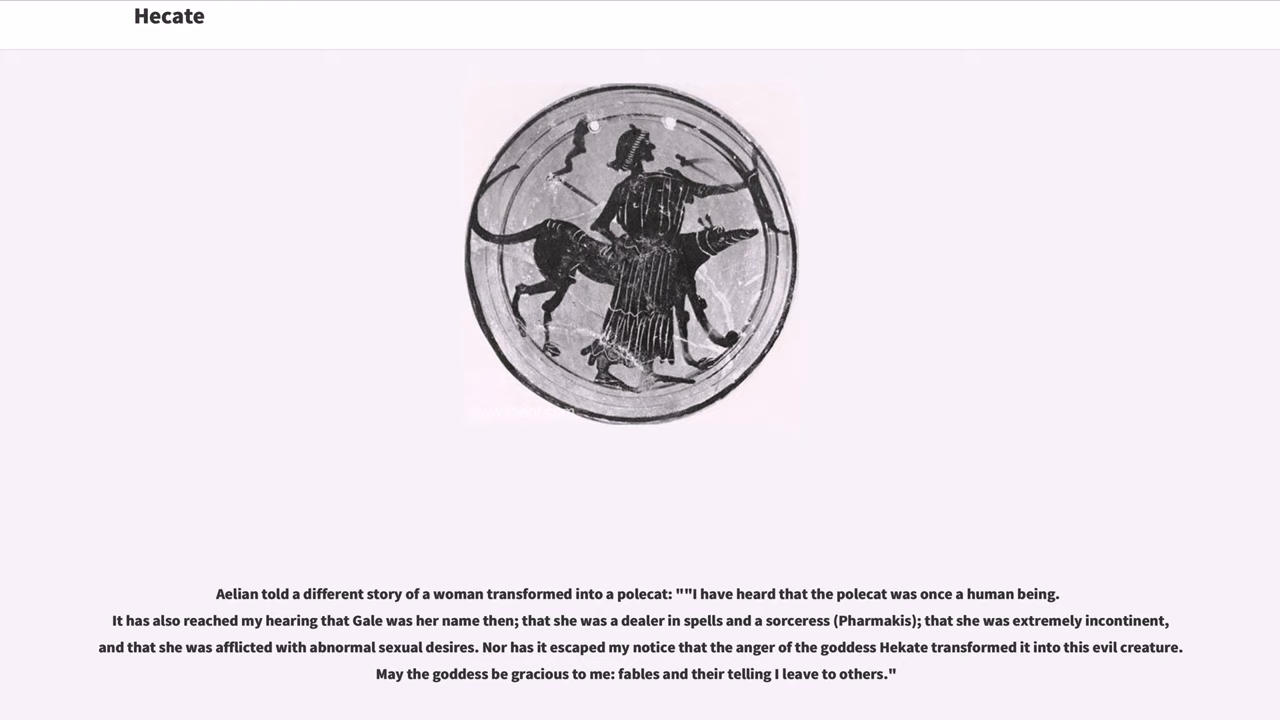 Hecate
Aelian told a different story of a woman transformed into a polecat: ""I have heard that the polecat was once a human being.
It has also reached my hearing that Gale was her name then; that she was a dealer in spells and a sorceress (Pharmakis); that she was extremely incontinent,
and that she was afflicted with abnormal sexual desires. Nor has it escaped my notice that the anger of the goddess Hekate transformed it into this evil creature.
May the goddess be gracious to me: fables and their telling I leave to others."